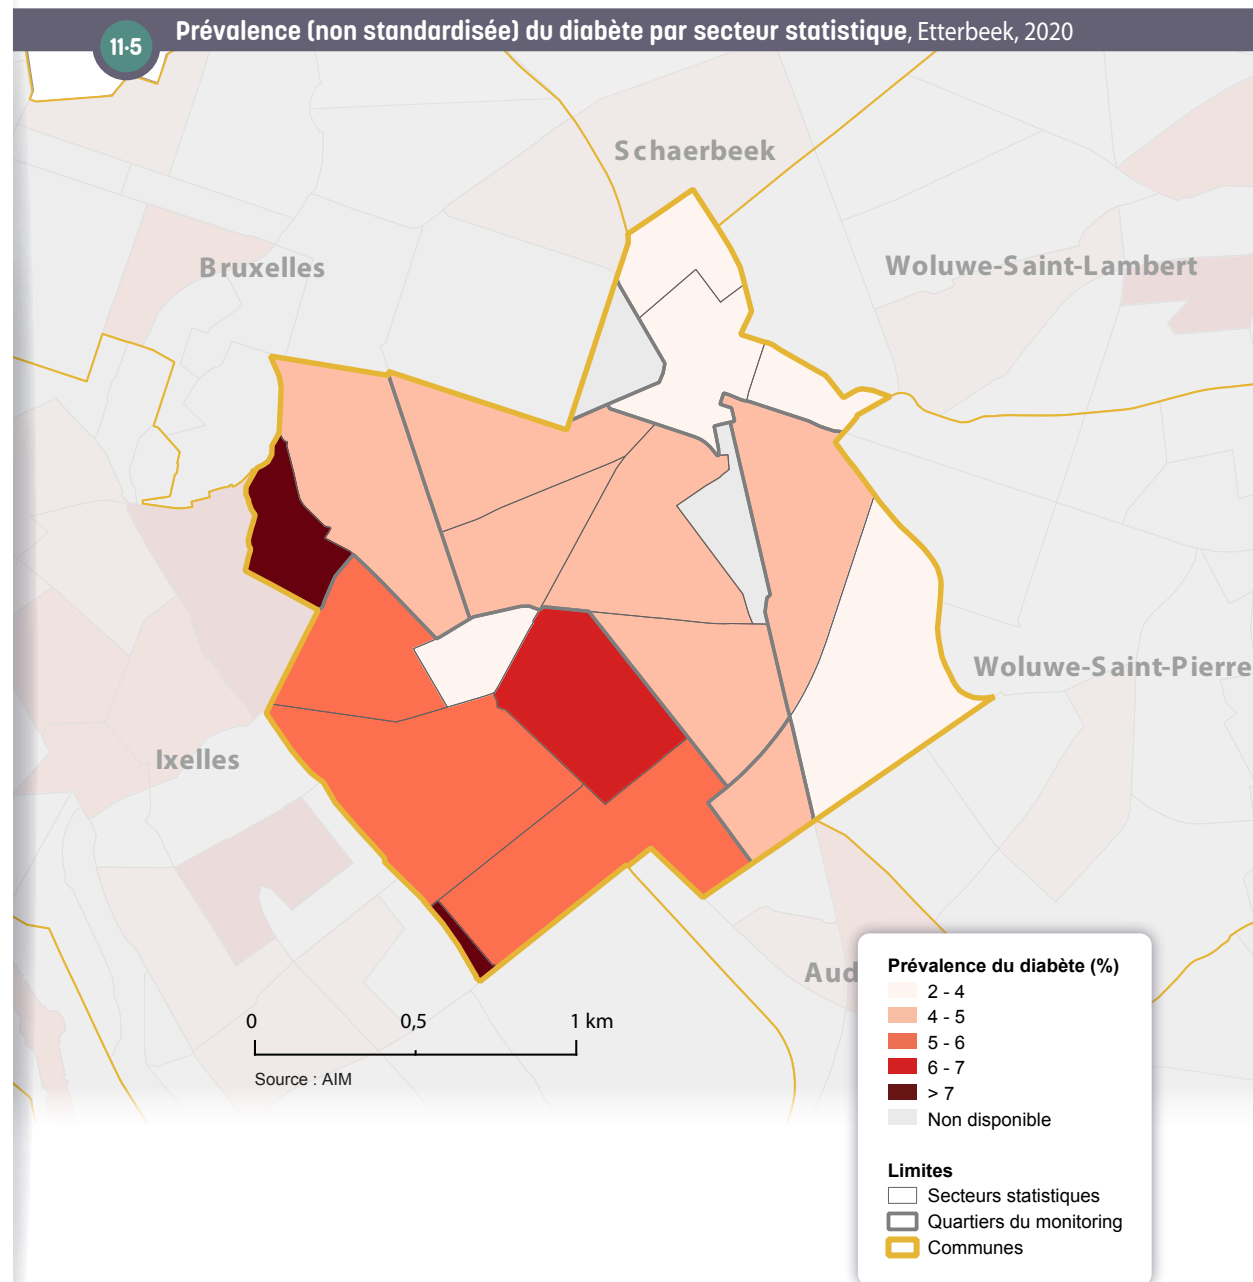 11·5
Prévalence (non standardisée) du diabète par secteur statistique, Etterbeek, 2020
Schaerbeek
Bruxelles
Woluwe-Saint-Lambert
Woluwe-Saint-Pierre
Ixelles
Aud
0 0,5 1 km
Source : AIM
Prévalence du diabète (%)
2 - 4
4 - 5
5 - 6
6 - 7
> 7
Non disponible
Limites
Secteurs statistiques
Quartiers du monitoring
Communes